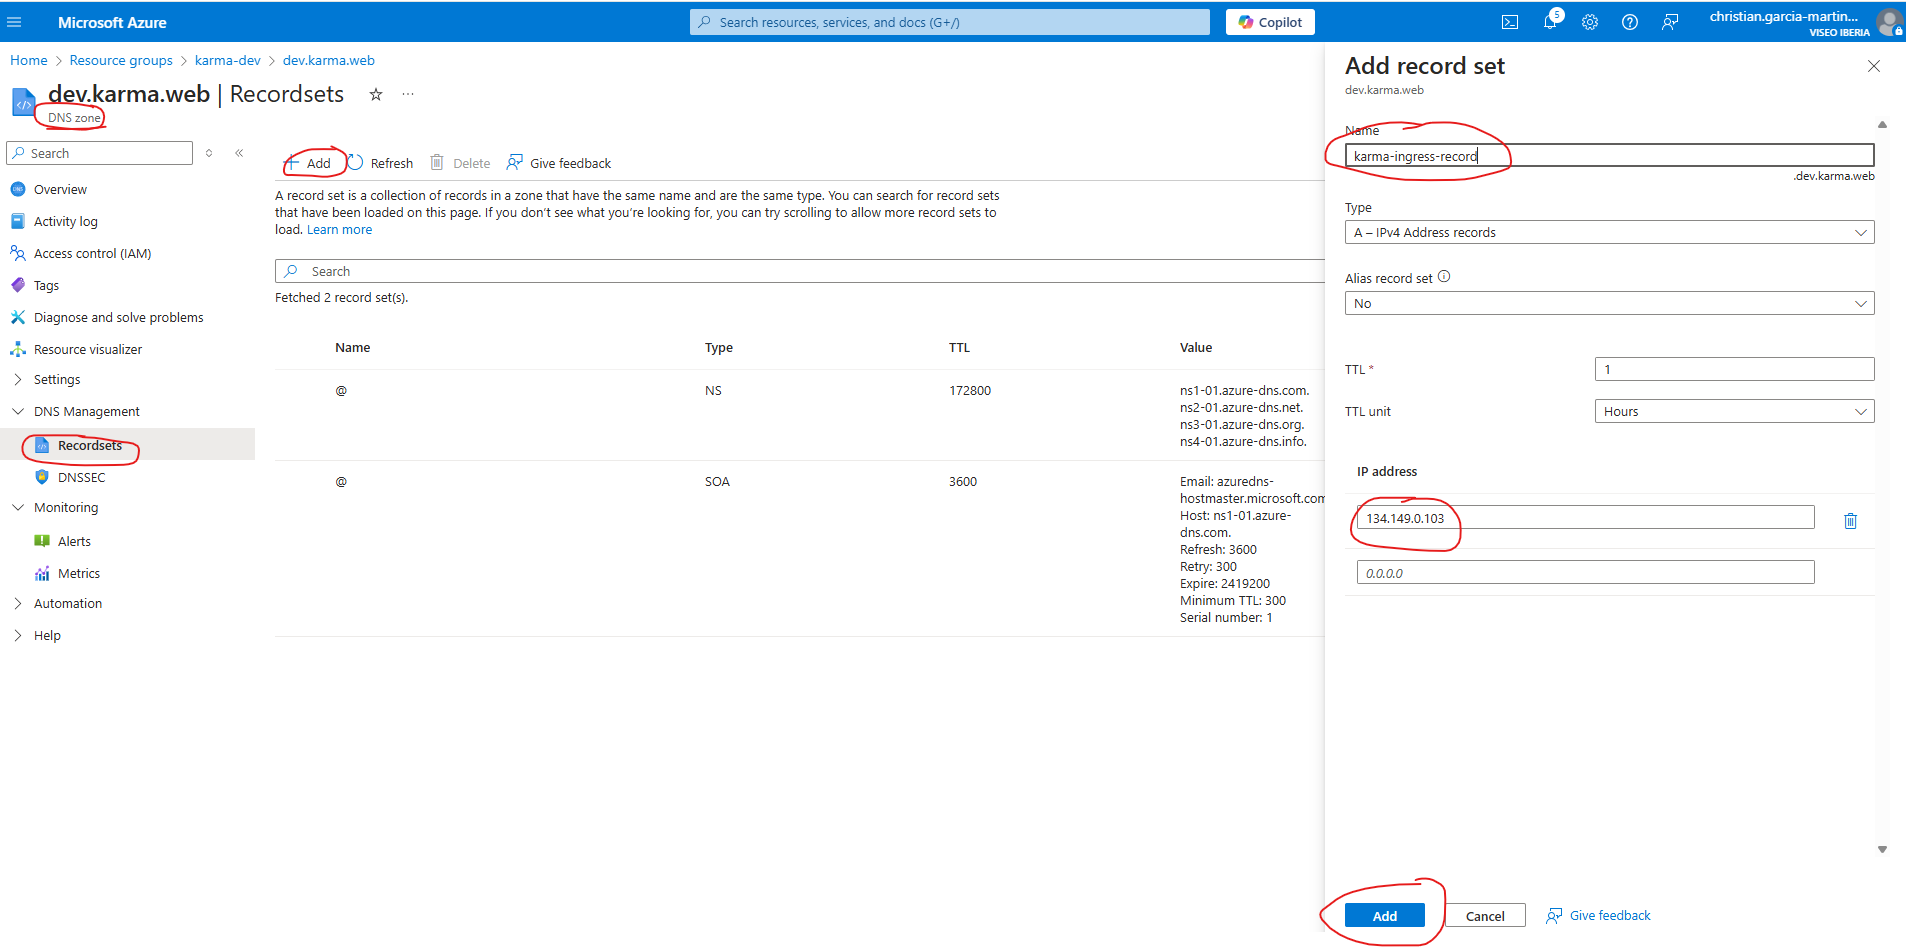 Microsoft Azure
Search resources, services, and docs (G+/)
Copilot
5
christian.garcia-martin...
VISEO IBERIA
Home > Resource groups > karma-dev > dev.karma.web
dev.karma.web | Recordsets
DNS zone
Search
Overview
Activity log
Access control (IAM)
Tags
Diagnose and solve problems
Resource visualizer
Settings
DNS Management
Recordsets
DNSSEC
Monitoring
Alerts
Metrics
Automation
Help
Add Refresh Delete Give feedback
A record set is a collection of records in a zone that have the same name and are the same type. You can search for record sets
that have been loaded on this page. If you don't see what you're looking for, you can try scrolling to allow more record sets to
load. Learn more
Search
Fetched 2 record set(s).
Name Type TTL Value
@ NS 172800 ns1-01.azure-dns.com.
ns2-01.azure-dns.net.
ns3-01.azure-dns.org.
ns4-01.azure-dns.info.
@ SOA 3600 Email: azuredns-
hostmaster.microsoft.com
Host: ns1-01.azure-
dns.com.
Refresh: 3600
Retry: 300
Expire: 2419200
Minimum TTL: 300
Serial number: 1
Add record set
dev.karma.web
Name
karma-ingress-record
.dev.karma.web
Type
A – IPv4 Address records
Alias record set
No
TTL * 1
TTL unit Hours
IP address
134.149.0.103
0.0.0.0
Add Cancel Give feedback